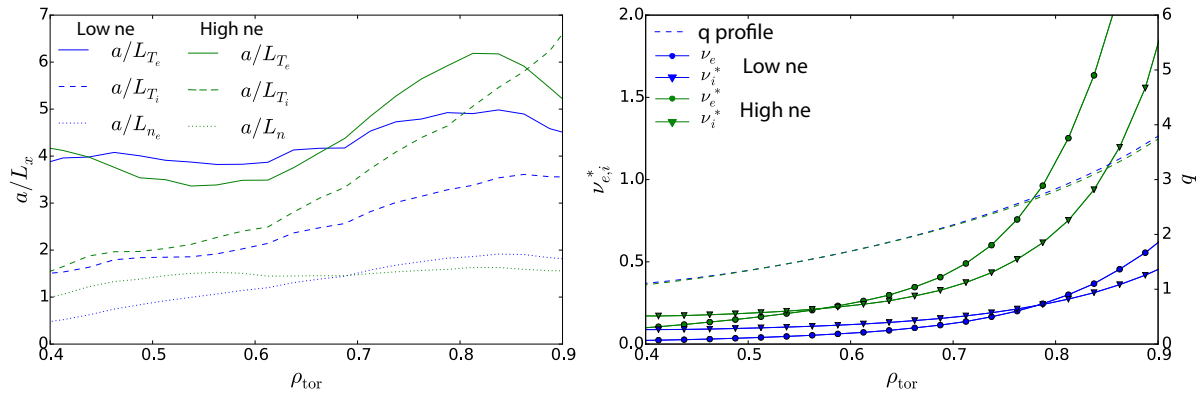 7
6
5
4
3
2
1
0
a/Lₓ
Low ne High ne
a/L_{T_e} a/L_{T_e}
a/L_{T_i} a/L_{T_i}
a/L_{n_e} a/L_n
0.4 0.5 0.6 0.7 0.8 0.9
ρ_tor
2.0
1.5
1.0
0.5
0.0
ν*_{e,i}
q profile
ν_e
ν_i^*
Low ne
ν_e^*
ν_i^*
High ne
6
5
4
3
2
1
0
q
0.4 0.5 0.6 0.7 0.8 0.9
ρ_tor